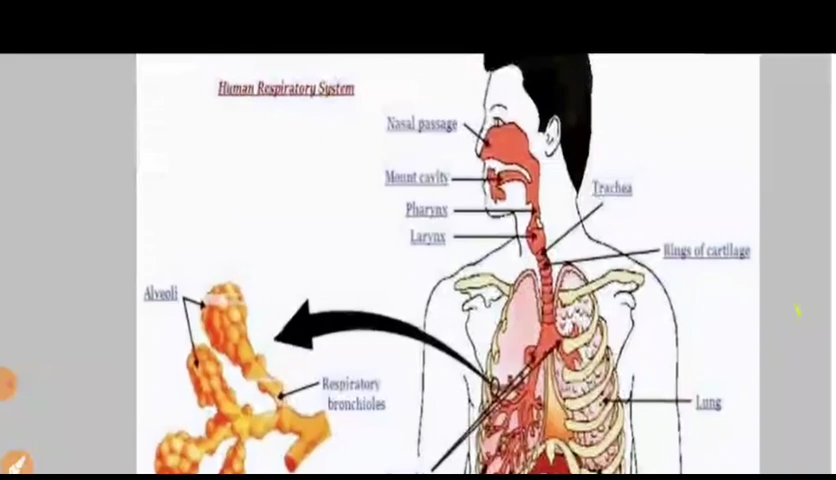 Human Respiratory System
Nasal passage
Mount cavity
Trachea
Pharynx
Larynx
Rings of cartilage
Alveoli
Respiratory
bronchioles
Lung